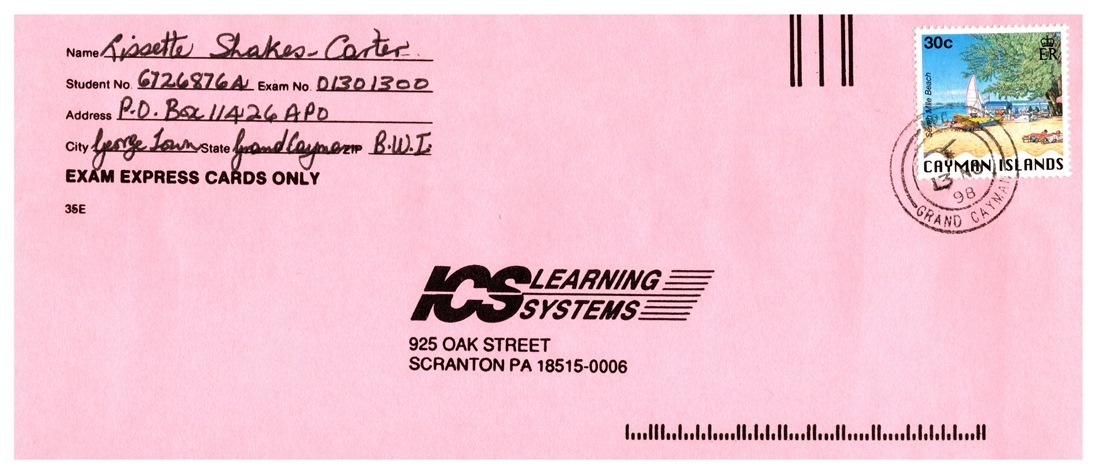 Name Lissette Shakes-Carter
Student No. 6726876A Exam No. 01301300
Address P.O. Box 11426 APO
City George Town State Grand Cayman ZIP B.W.I.
EXAM EXPRESS CARDS ONLY
35E
30c
ER
Seven Mile Beach
CAYMAN ISLANDS
13 NO
98
GRAND CAYMAN
ICS LEARNING
SYSTEMS
925 OAK STREET
SCRANTON PA 18515-0006